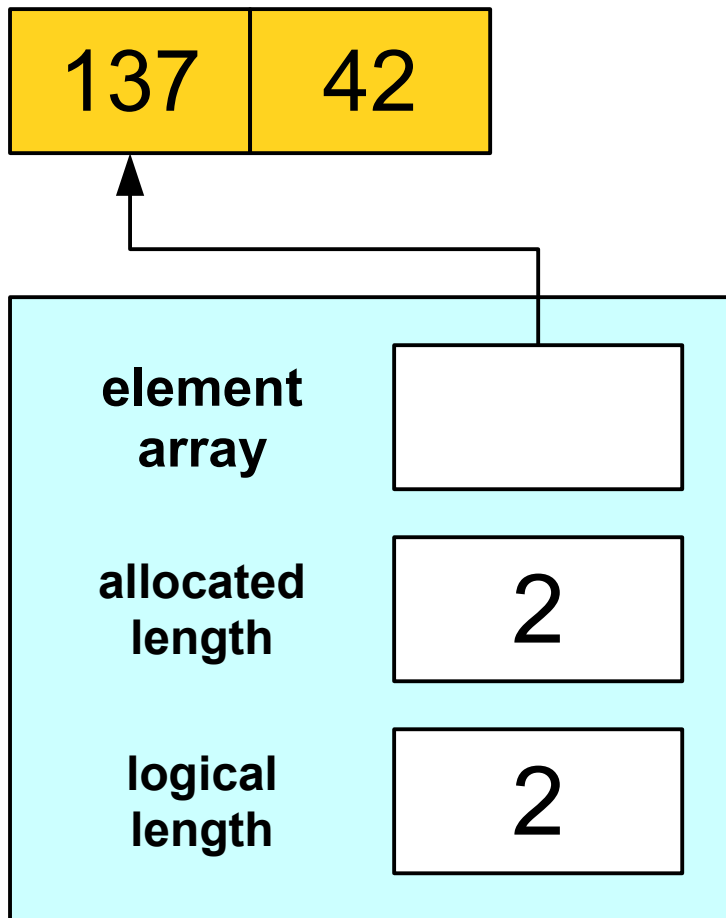 137 42
element
array
allocated
length
2
logical
length
2